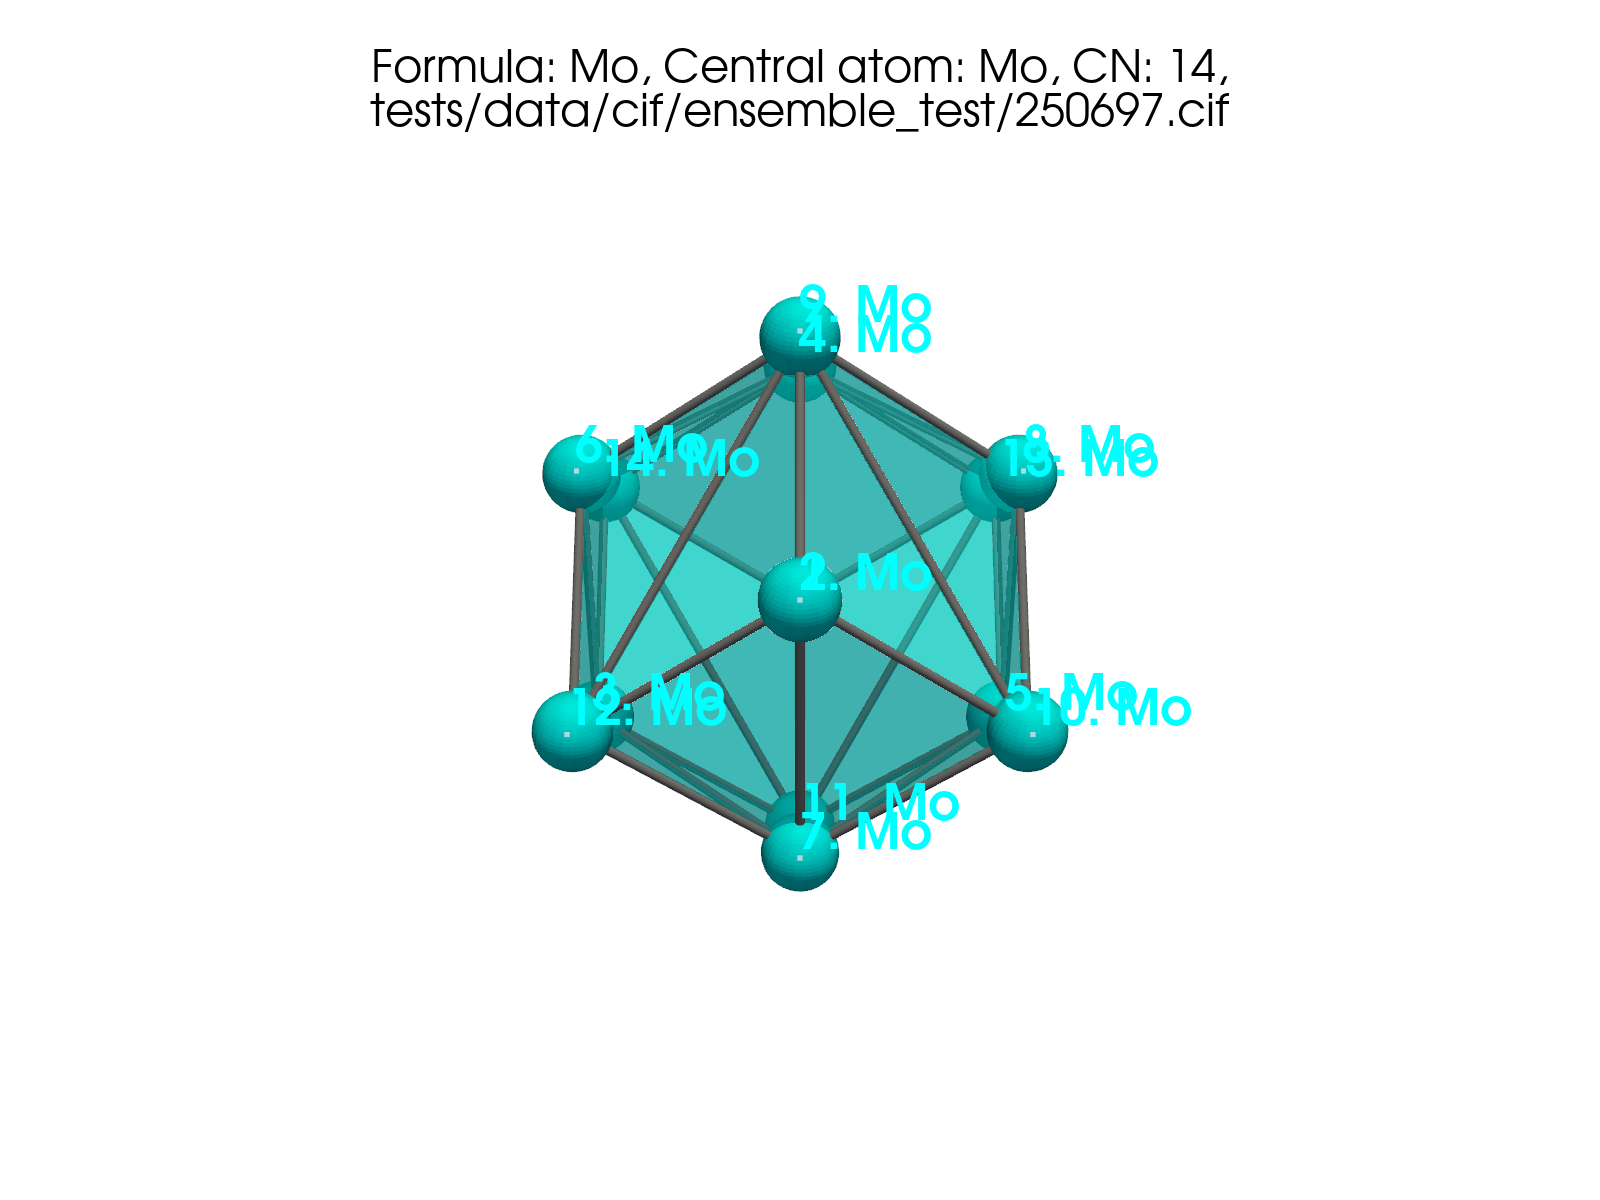 Formula: Mo, Central atom: Mo, CN: 14,
tests/data/cif/ensemble_test/250697.cif
9. Mo
4. Mo
6. Mo
8. Mo
14. Mo
13. Mo
2. Mo
3. Mo
5. Mo
12. Mo
10. Mo
11. Mo
7. Mo